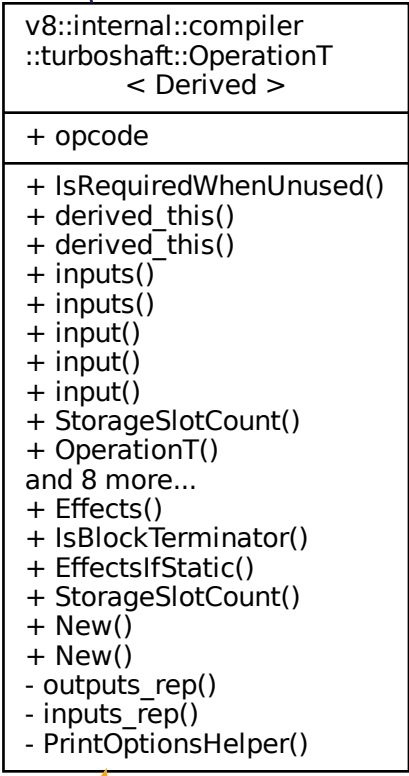 v8::internal::compiler
::turboshaft::OperationT
< Derived >
+ opcode
+ IsRequiredWhenUnused()
+ derived_this()
+ derived_this()
+ inputs()
+ inputs()
+ input()
+ input()
+ input()
+ StorageSlotCount()
+ OperationT()
and 8 more...
+ Effects()
+ IsBlockTerminator()
+ EffectsIfStatic()
+ StorageSlotCount()
+ New()
+ New()
- outputs_rep()
- inputs_rep()
- PrintOptionsHelper()